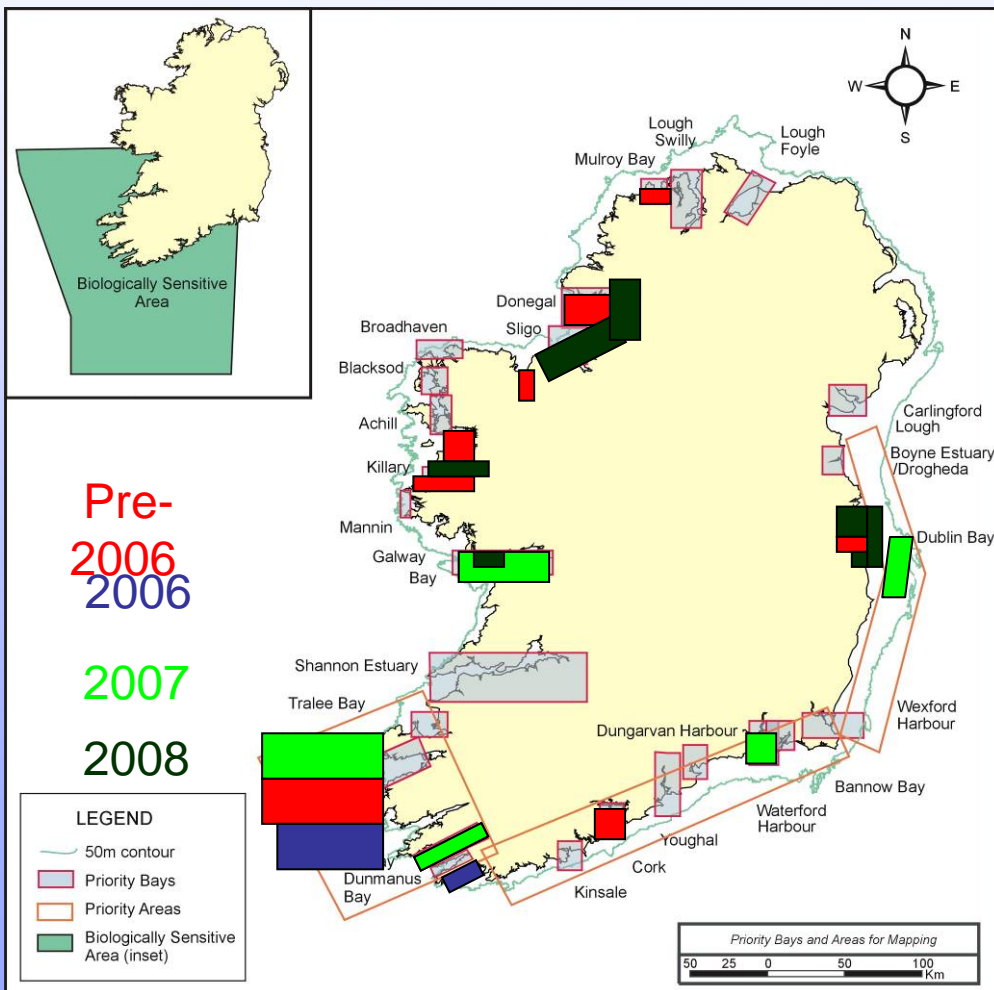 Biologically Sensitive
Area
N
W
E
S
Lough
Swilly
Lough
Foyle
Mulroy Bay
Donegal
Sligo
Broadhaven
Blacksod
Achill
Killary
Mannin
Galway
Bay
Carlingford
Lough
Boyne Estuary
/Drogheda
Dublin Bay
Shannon Estuary
Tralee Bay
Dungarvan Harbour
Wexford
Harbour
Bannow Bay
Waterford
Harbour
Youghal
Cork
Kinsale
Dunmanus
Bay
Pre-
2006
2006
2007
2008
LEGEND
50m contour
Priority Bays
Priority Areas
Biologically Sensitive
Area (inset)
Priority Bays and Areas for Mapping
50 25 0 50 100
Km